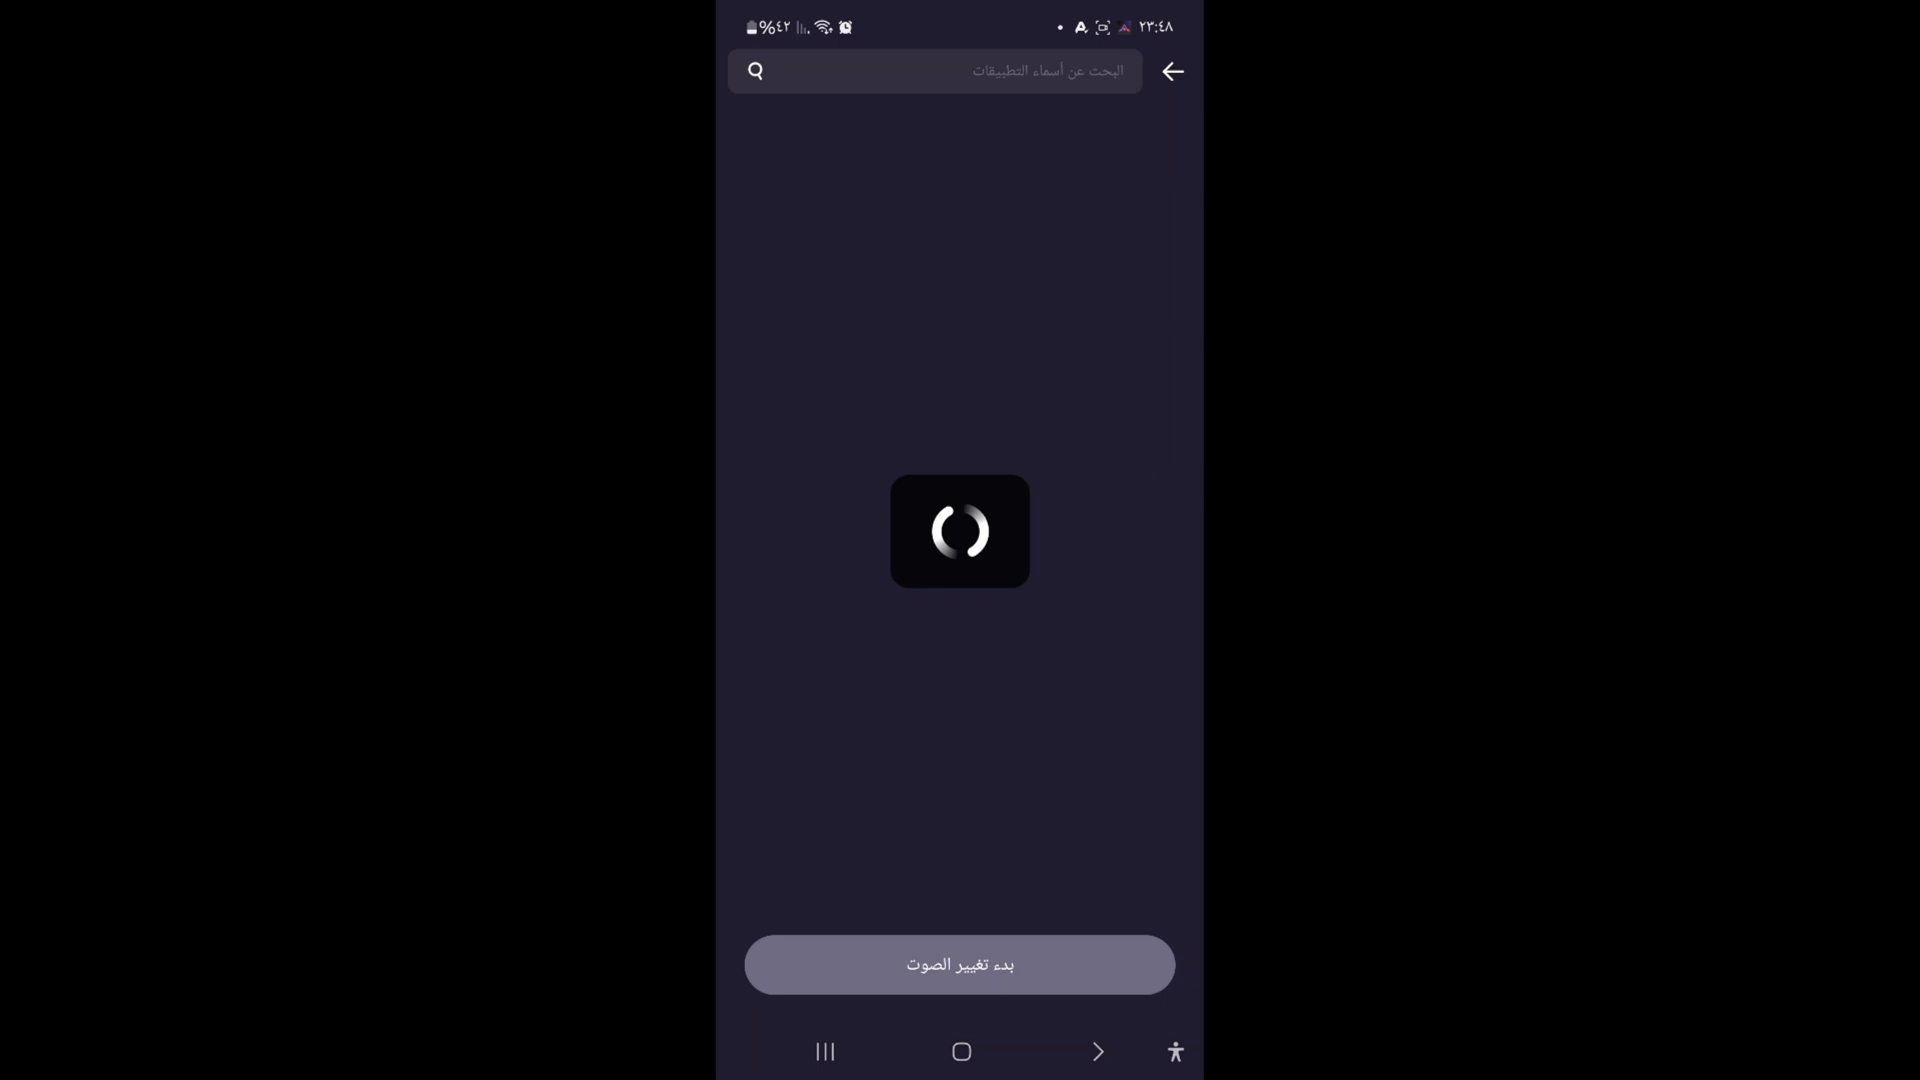 ٢٣:٤٨
%٤٢
البحث عن أسماء التطبيقات
بدء تغيير الصوت